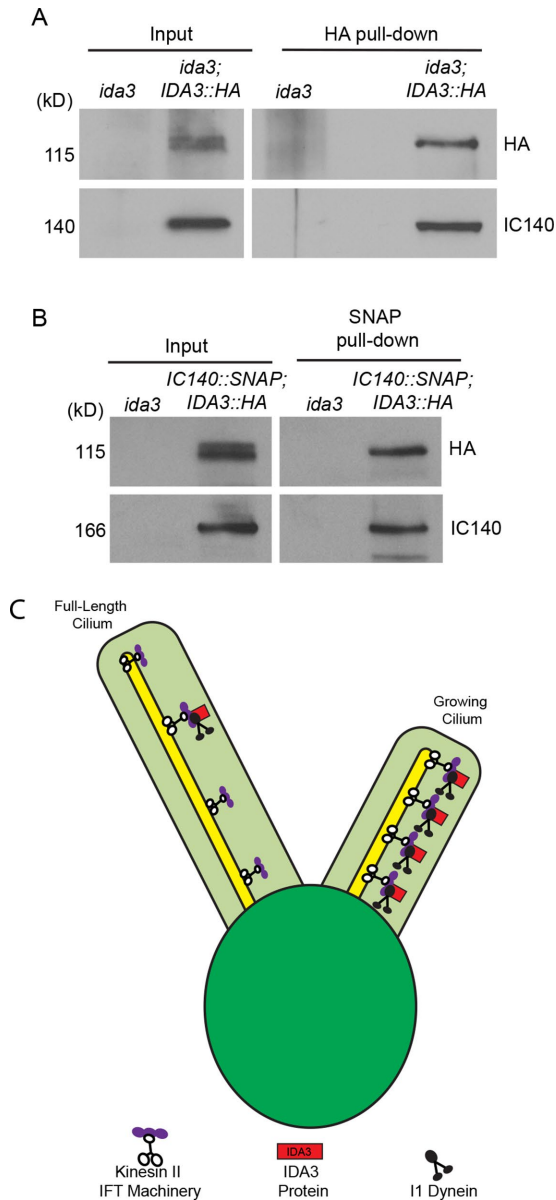 A
Input
HA pull-down
(kD)
ida3
ida3;
IDA3::HA
ida3
ida3;
IDA3::HA
115
HA
140
IC140
B
Input
SNAP
pull-down
(kD)
ida3
IC140::SNAP;
IDA3::HA
ida3
IC140::SNAP;
IDA3::HA
115
HA
166
IC140
C
Full-Length
Cilium
Growing
Cilium
Kinesin II
IFT Machinery
IDA3
IDA3
Protein
I1 Dynein